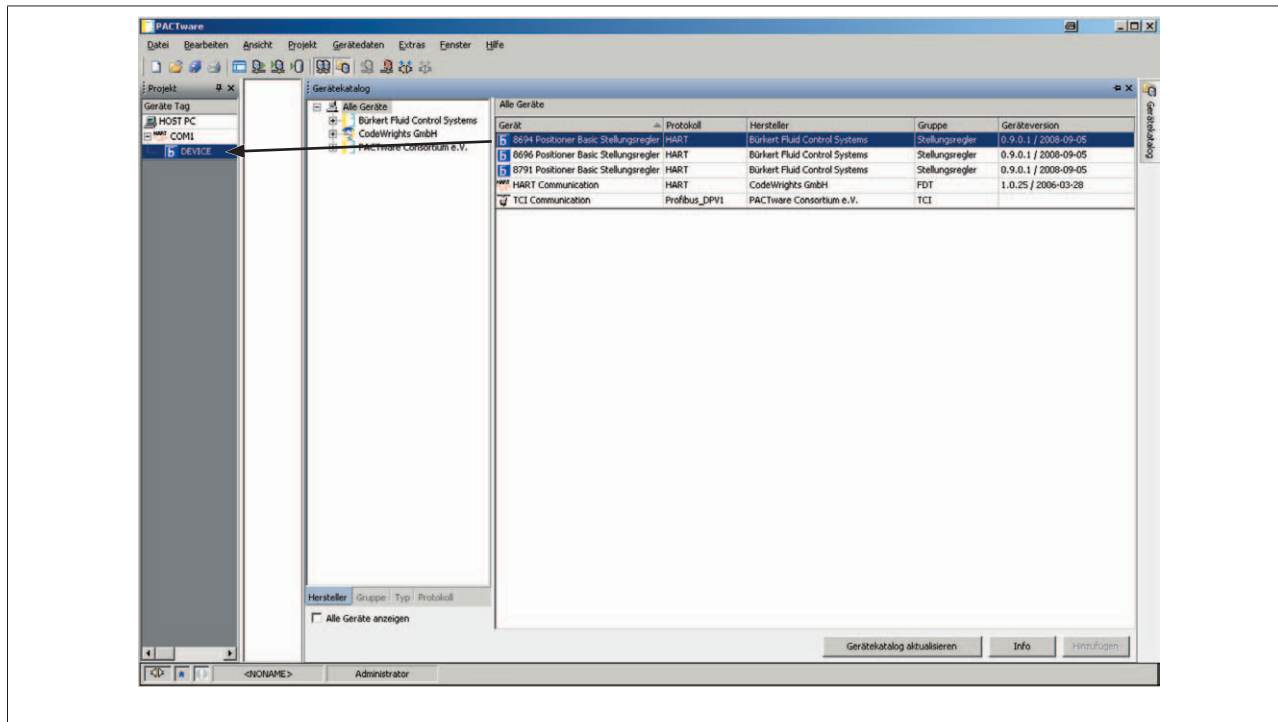 PACTware
Datei Bearbeiten Ansicht Projekt Gerätedaten Extras Fenster Hilfe
Projekt
Geräte Tag
HOST PC
HART COM1
DEVICE
Gerätekatalog
Alle Geräte
Bürkert Fluid Control Systems
CodeWrights GmbH
PACTware Consortium e.V.
Hersteller Gruppe Typ Protokoll
Alle Geräte anzeigen
Alle Geräte
Gerät Protokoll Hersteller Gruppe Geräteversion
8694 Positioner Basic Stellungsregler HART Bürkert Fluid Control Systems Stellungsregler 0.9.0.1 / 2008-09-05
8696 Positioner Basic Stellungsregler HART Bürkert Fluid Control Systems Stellungsregler 0.9.0.1 / 2008-09-05
8791 Positioner Basic Stellungsregler HART Bürkert Fluid Control Systems Stellungsregler 0.9.0.1 / 2008-09-05
HART HART Communication HART CodeWrights GmbH FDT 1.0.25 / 2006-03-28
TCI Communication Profibus_DPV1 PACTware Consortium e.V. TCI
Gerätekatalog aktualisieren Info Hinzufügen
Gerätekatalog
<NONAME> Administrator